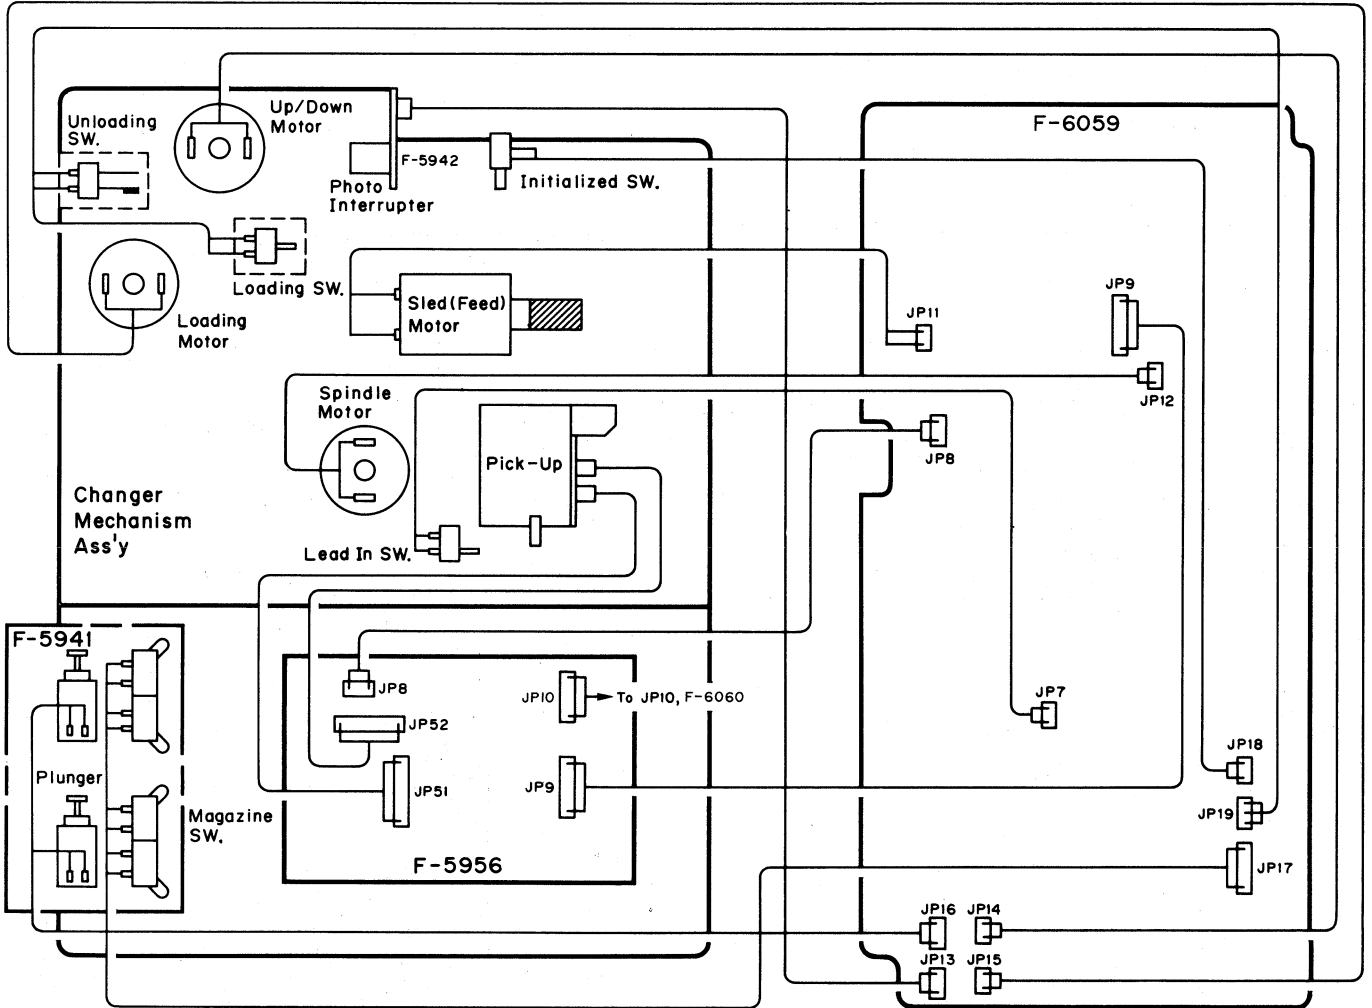 F-6059
Up/Down
Motor
Unloading
SW.
F-5942
Photo
Interrupter
Initialized SW.
Loading SW.
Sled(Feed)
Motor
Loading
Motor
JP11
JP9
JP12
Spindle
Motor
JP8
Pick-Up
Changer
Mechanism
Ass'y
Lead In SW.
F-5941
JP8
JP10
To JP10, F-6060
JP7
JP52
JP18
Plunger
JP51
JP9
JP19
Magazine
SW.
F-5956
JP17
JP16
JP14
JP13
JP15